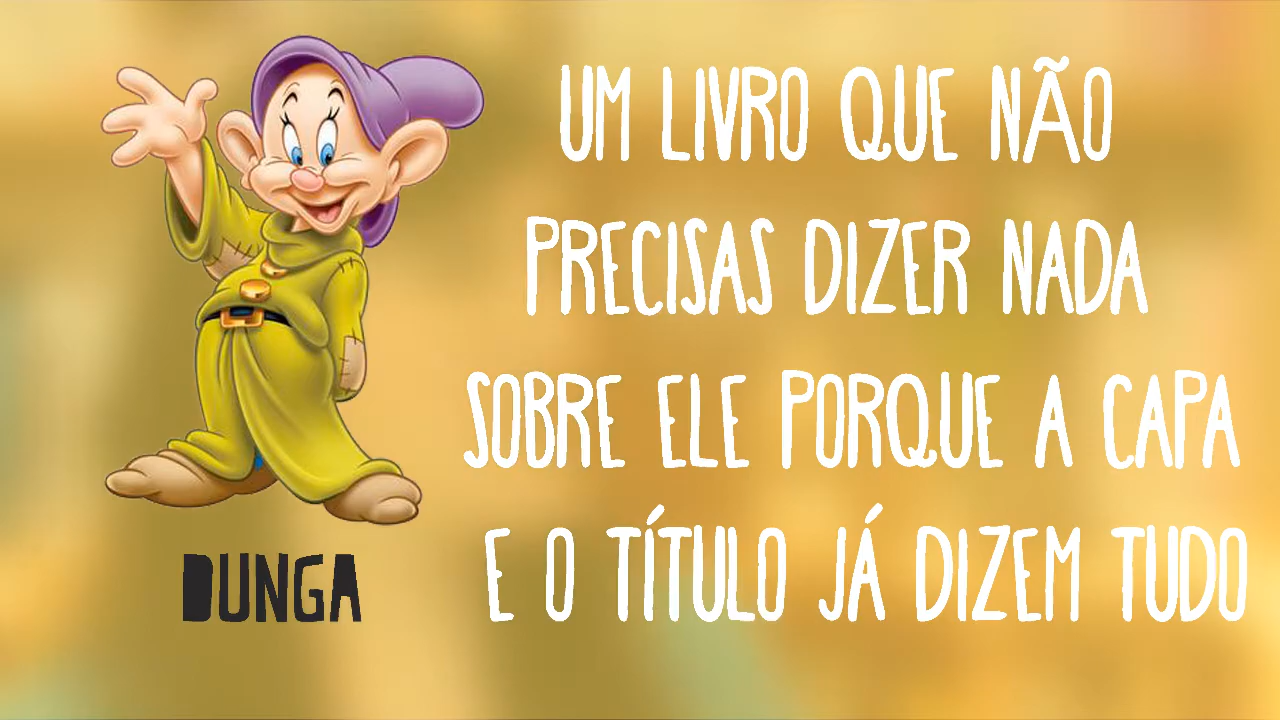 UM LIVRO QUE NÃO
PRECISAS DIZER NADA
SOBRE ELE PORQUE A CAPA
E O TÍTULO JÁ DIZEM TUDO
DUNGA